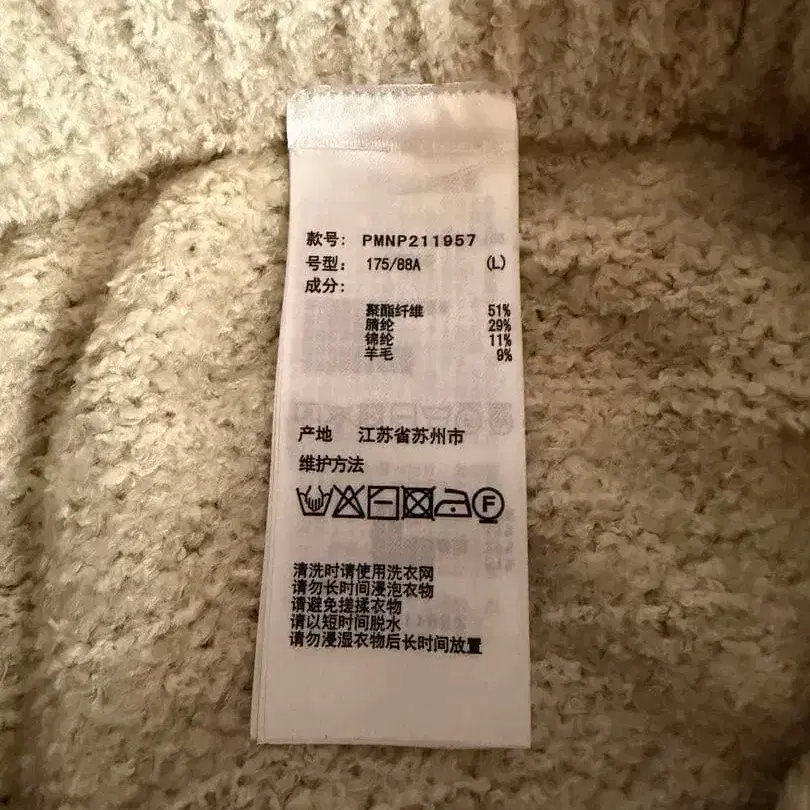 款号: PMNP211957
号型: 175/88A (L)
成分:
聚酯纤维 51%
腈纶 29%
锦纶 11%
羊毛 9%
产地 江苏省苏州市
维护方法
F
清洗时请使用洗衣网
请勿长时间浸泡衣物
请避免搓揉衣物
请以短时间脱水
请勿浸湿衣物后长时间放置